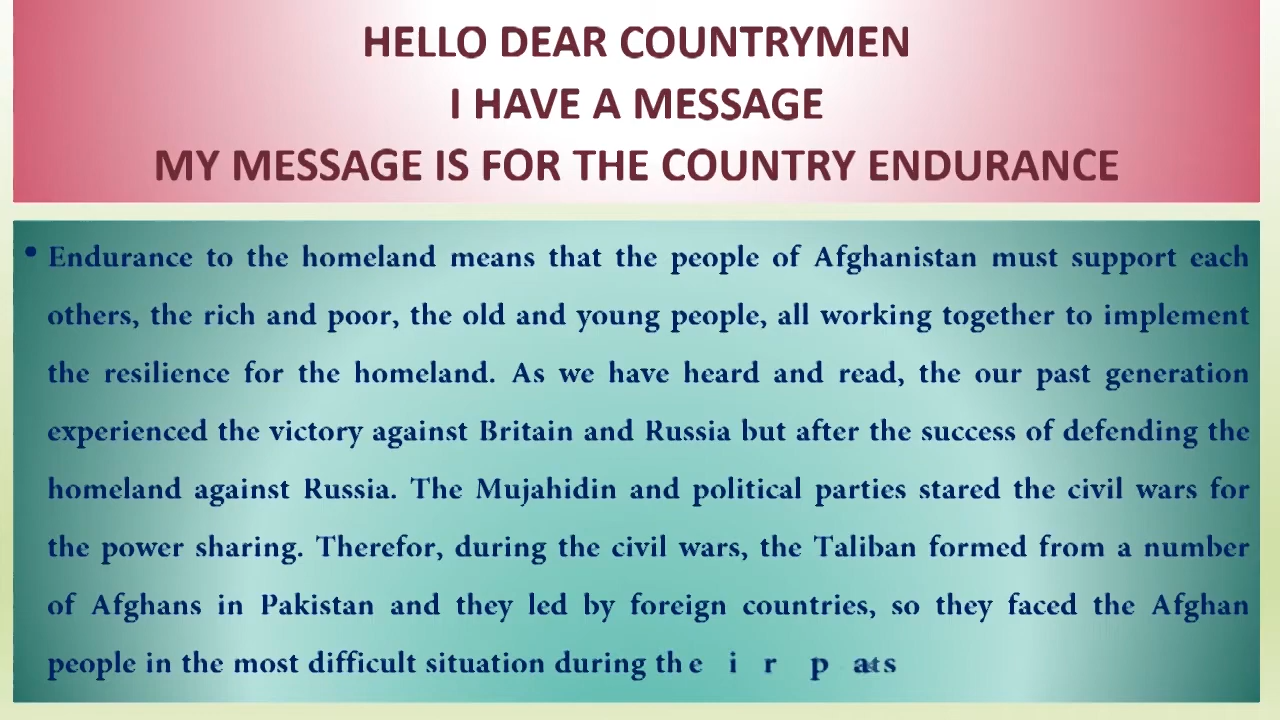 HELLO DEAR COUNTRYMEN
I HAVE A MESSAGE
MY MESSAGE IS FOR THE COUNTRY ENDURANCE
• Endurance to the homeland means that the people of Afghanistan must support each
others, the rich and poor, the old and young people, all working together to implement
the resilience for the homeland. As we have heard and read, the our past generation
experienced the victory against Britain and Russia but after the success of defending the
homeland against Russia. The Mujahidin and political parties stared the civil wars for
the power sharing. Therefor, during the civil wars, the Taliban formed from a number
of Afghans in Pakistan and they led by foreign countries, so they faced the Afghan
people in the most difficult situation during their